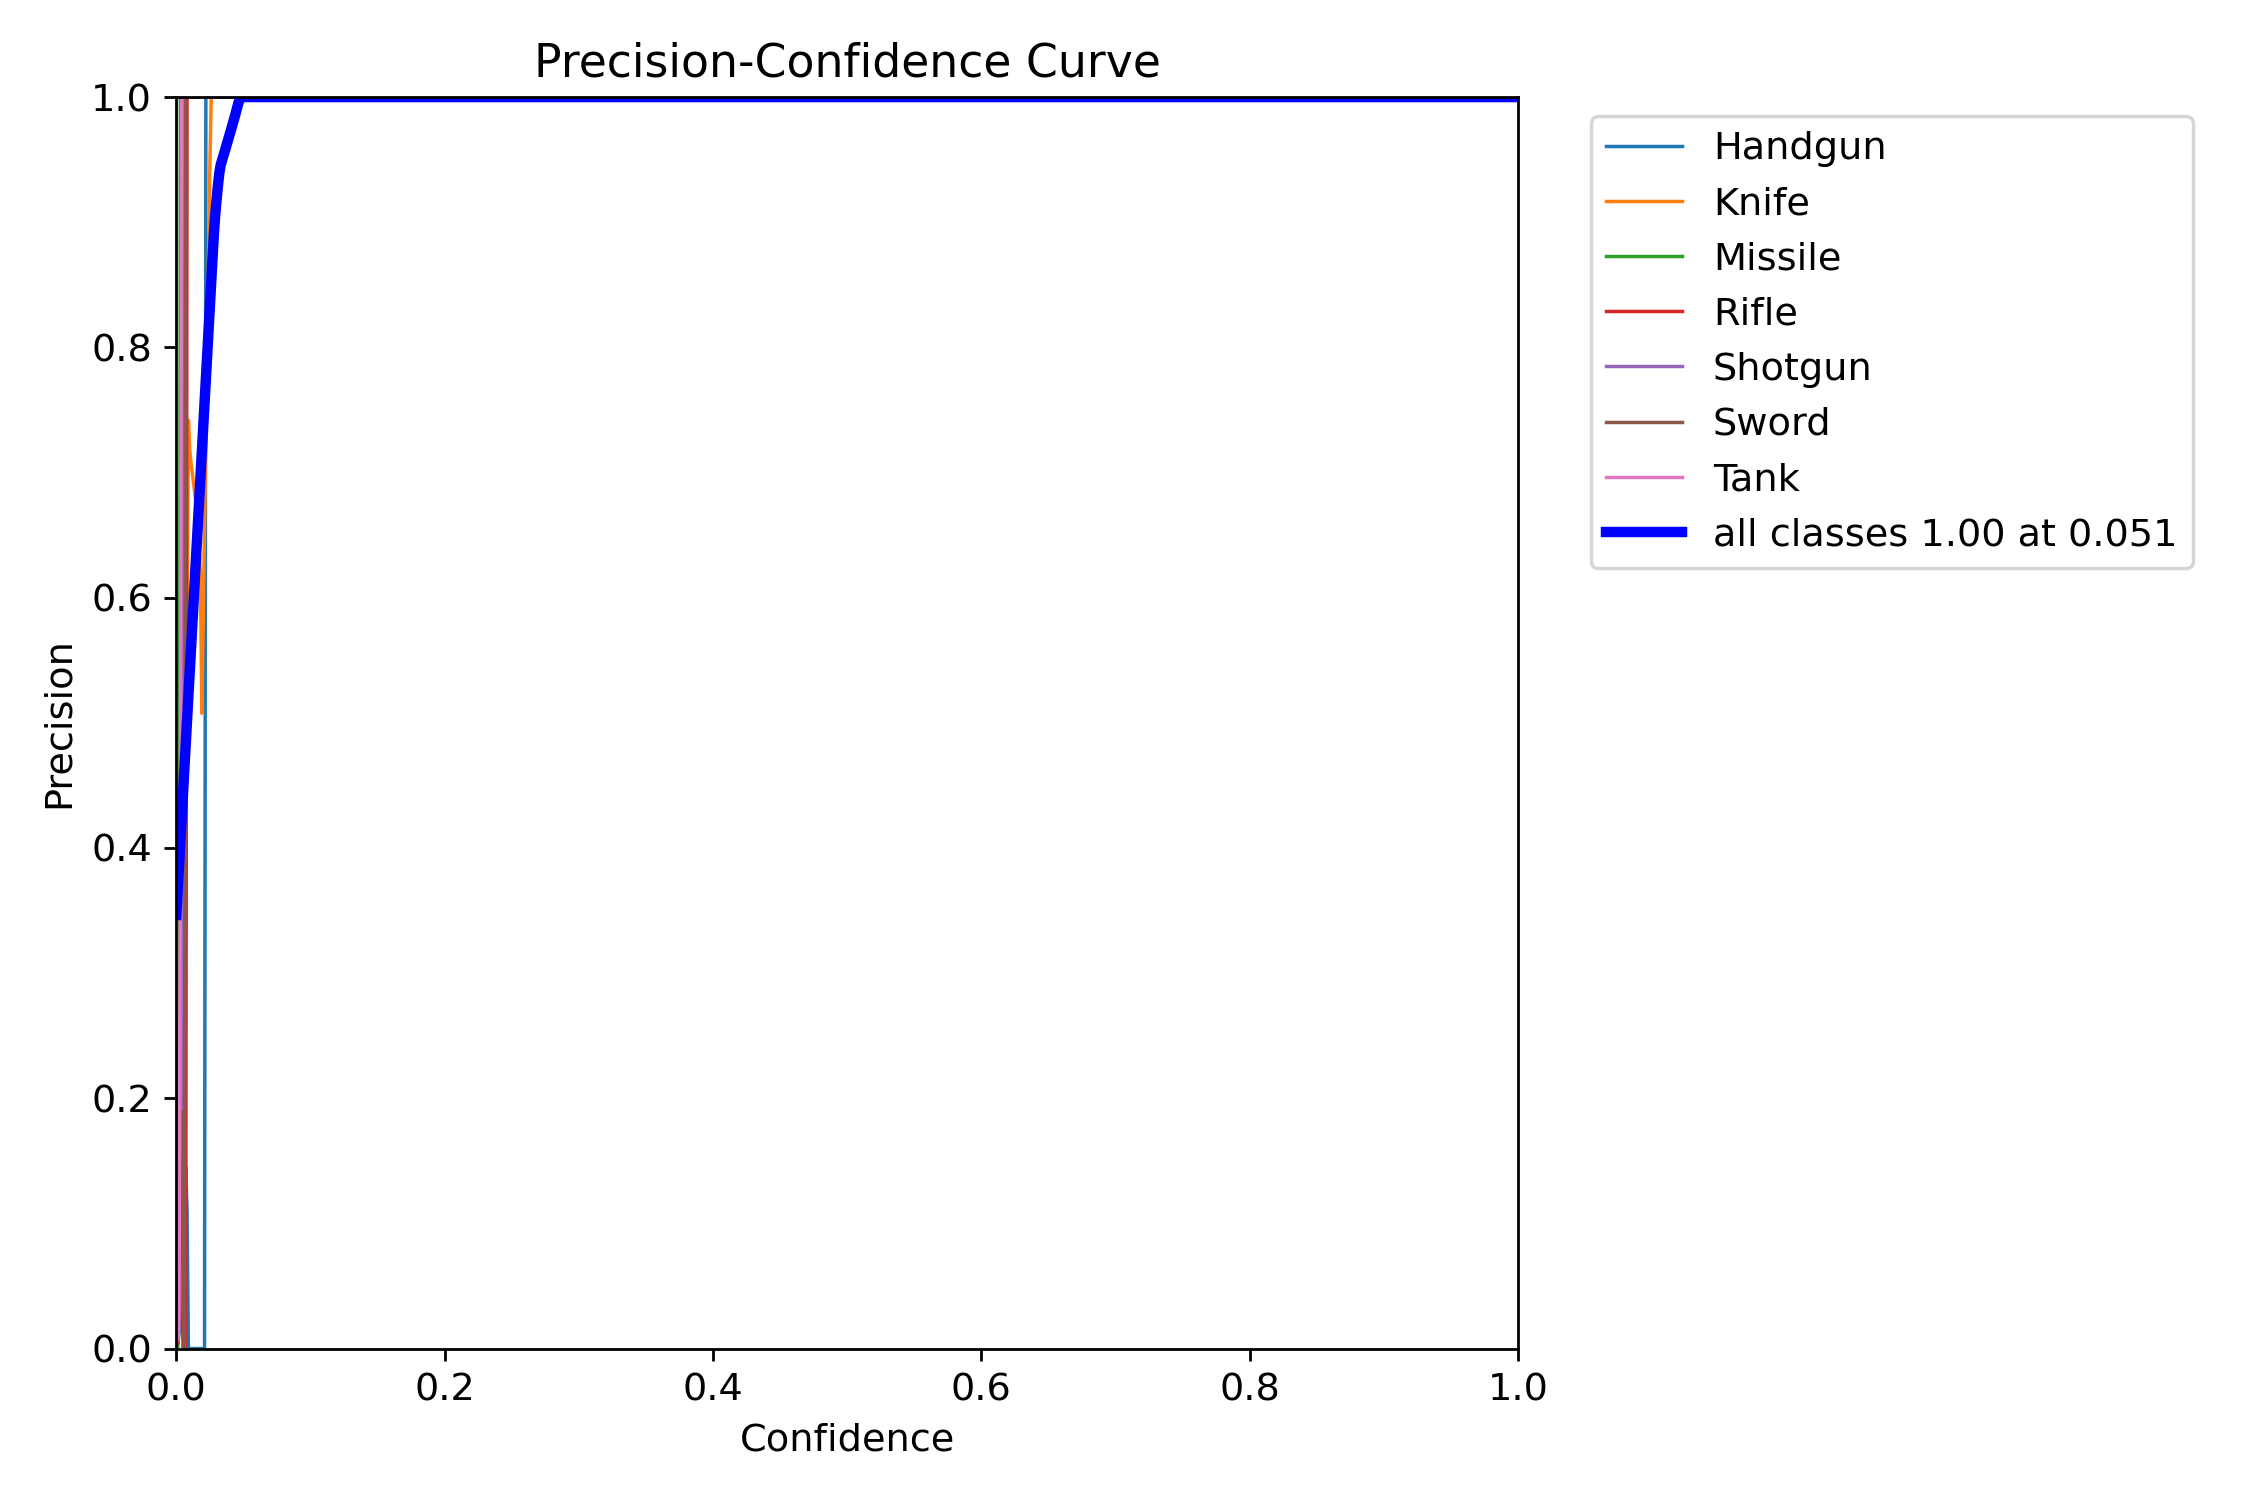 Precision-Confidence Curve
1.0
0.8
0.6
0.4
0.2
0.0
Precision
0.0 0.2 0.4 0.6 0.8 1.0
Confidence
Handgun
Knife
Missile
Rifle
Shotgun
Sword
Tank
all classes 1.00 at 0.051